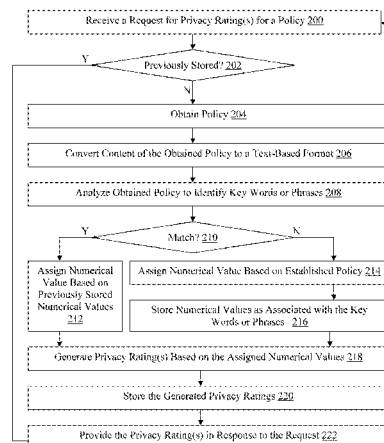 Receive a Request for Privacy Rating(s) for a Policy 200
Y
Previously Stored? 202
N
Obtain Policy 204
Convert Content of the Obtained Policy to a Text-Based Format 206
Analyze Obtained Policy to Identify Key Words or Phrases 208
Y
Match? 210
N
Assign Numerical
Value Based on
Previously Stored
Numerical Values
212
Assign Numerical Value Based on Established Policy 214
Store Numerical Values as Associated with the Key
Words or Phrases 216
Generate Privacy Rating(s) Based on the Assigned Numerical Values 218
Store the Generated Privacy Ratings 220
Provide the Privacy Rating(s) in Response to the Request 222